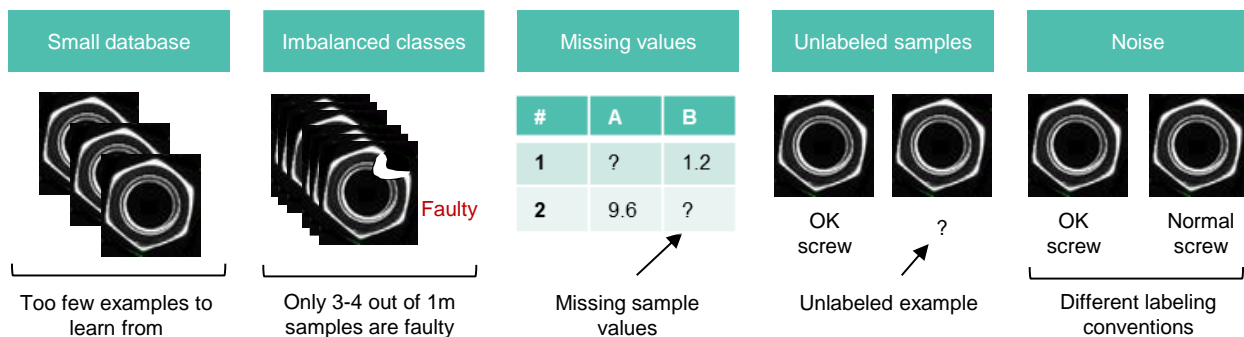 Small database
Imbalanced classes
Missing values
Unlabeled samples
Noise
Faulty
# A B
1 ? 1.2
2 9.6 ?
OK
screw
?
OK
screw
Normal
screw
Too few examples to
learn from
Only 3-4 out of 1m
samples are faulty
Missing sample
values
Unlabeled example
Different labeling
conventions